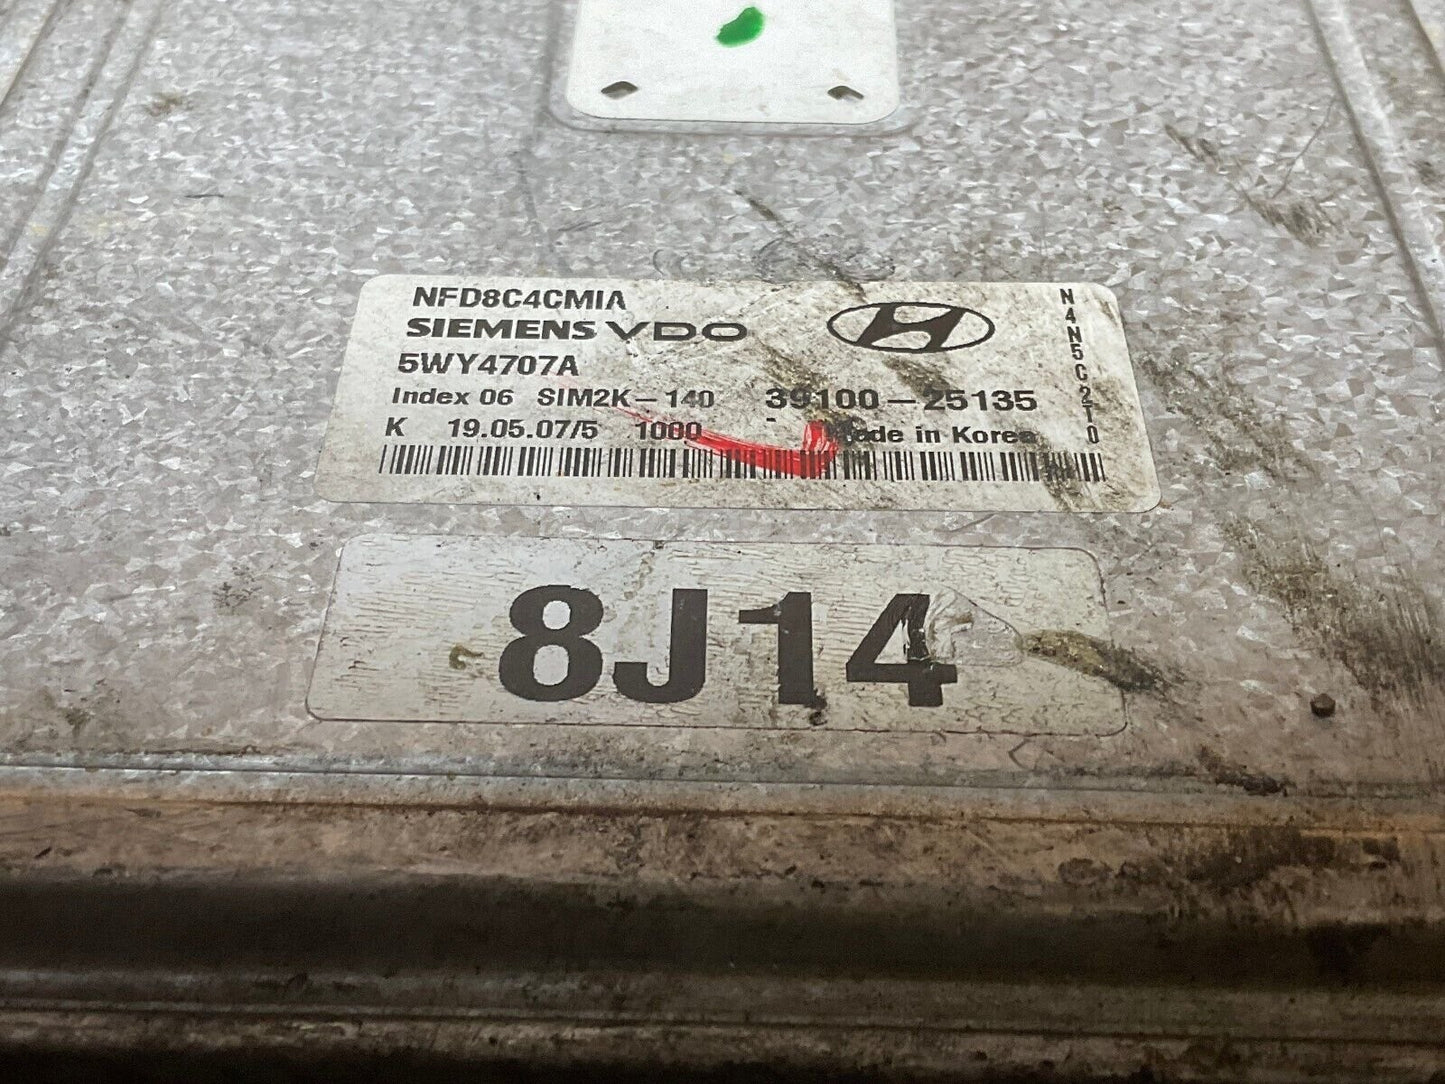 NFD8C4CMIA
SIEMENS VDO
5WY4707A
Index 06 SIM2K-140 39100-25135
K 19.05.07/5 1000 - Made in Korea
N4N5C2T0
8J14